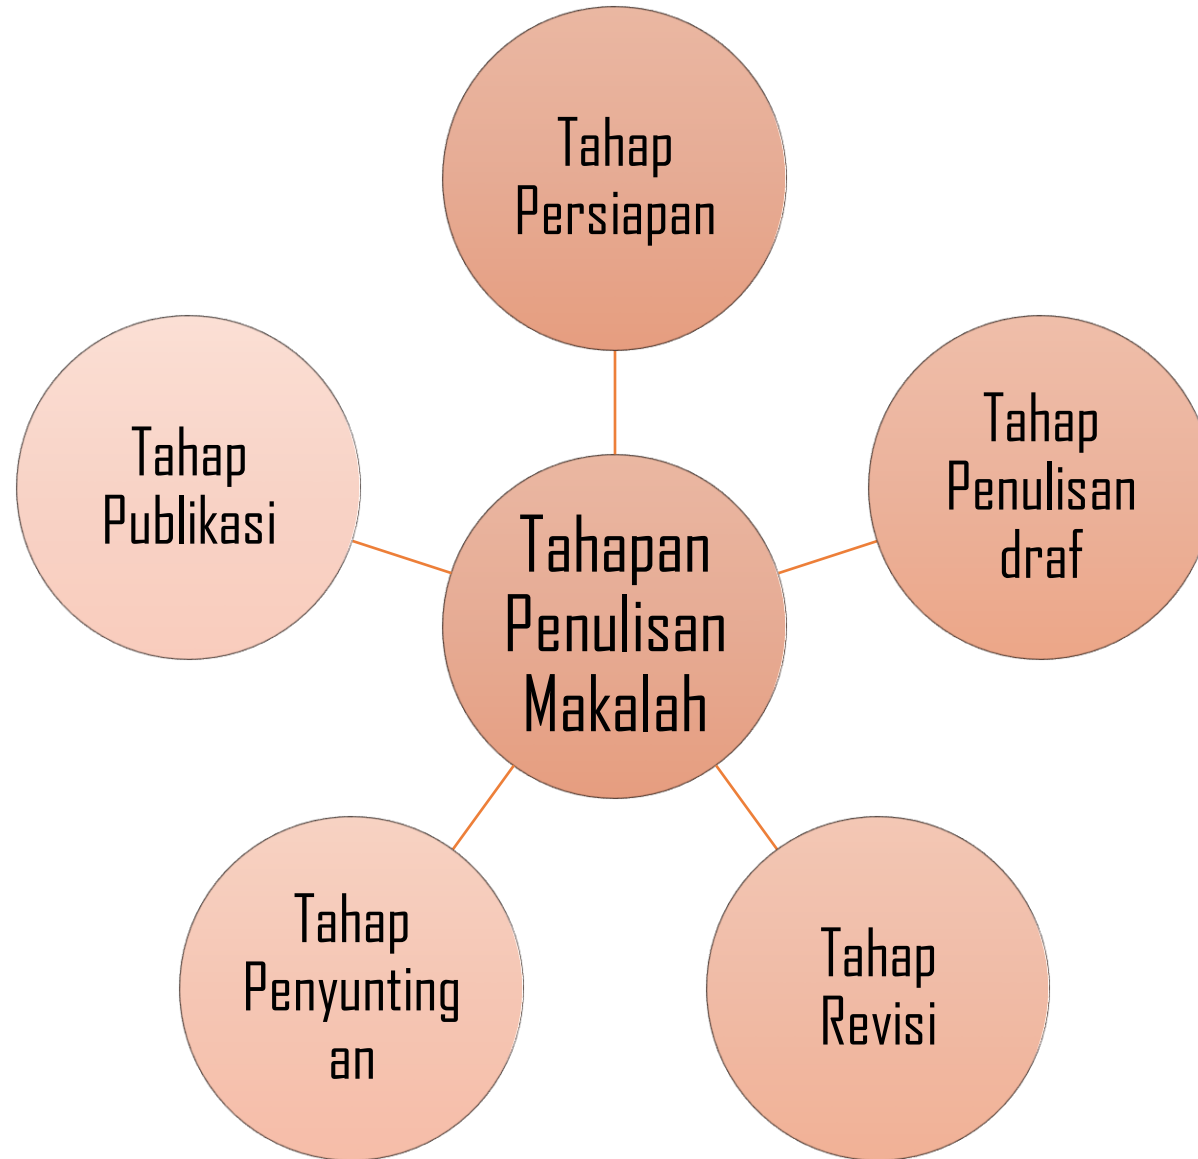 Tahap
Persiapan
Tahap
Penulisan
draf
Tahap
Revisi
Tahap
Penyunting
an
Tahap
Publikasi
Tahapan
Penulisan
Makalah